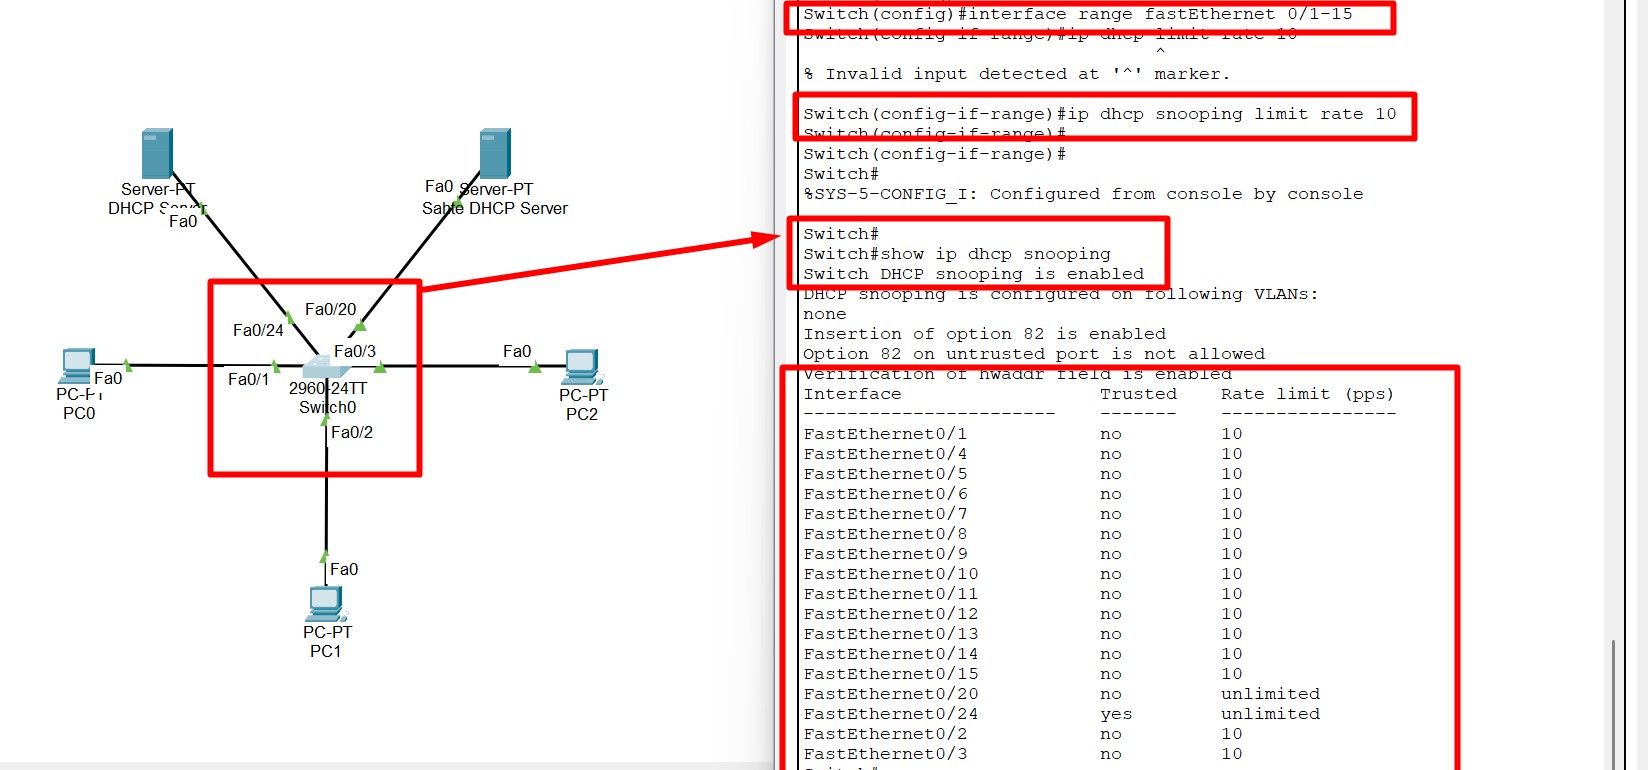 Server-PT
DHCP Server
Fa0
Fa0
Server-PT
Sahte DHCP Server
Fa0/20
Fa0/24
Fa0/3
Fa0
Fa0/1
Fa0
2960-24TT
Switch0
PC-PT
PC0
PC-PT
PC2
Fa0/2
Fa0
PC-PT
PC1
Switch(config)#interface range fastEthernet 0/1-15
Switch(config-if-range)#ip dhcp limit rate 10
^
% Invalid input detected at '^' marker.
Switch(config-if-range)#ip dhcp snooping limit rate 10
Switch(config-if-range)#
Switch(config-if-range)#
Switch#
%SYS-5-CONFIG_I: Configured from console by console
Switch#
Switch#show ip dhcp snooping
Switch DHCP snooping is enabled
DHCP snooping is configured on following VLANs:
none
Insertion of option 82 is enabled
Option 82 on untrusted port is not allowed
Verification of hwaddr field is enabled
Interface Trusted Rate limit (pps)
----------------------- ------- ----------------
FastEthernet0/1 no 10
FastEthernet0/4 no 10
FastEthernet0/5 no 10
FastEthernet0/6 no 10
FastEthernet0/7 no 10
FastEthernet0/8 no 10
FastEthernet0/9 no 10
FastEthernet0/10 no 10
FastEthernet0/11 no 10
FastEthernet0/12 no 10
FastEthernet0/13 no 10
FastEthernet0/14 no 10
FastEthernet0/15 no 10
FastEthernet0/20 no unlimited
FastEthernet0/24 yes unlimited
FastEthernet0/2 no 10
FastEthernet0/3 no 10